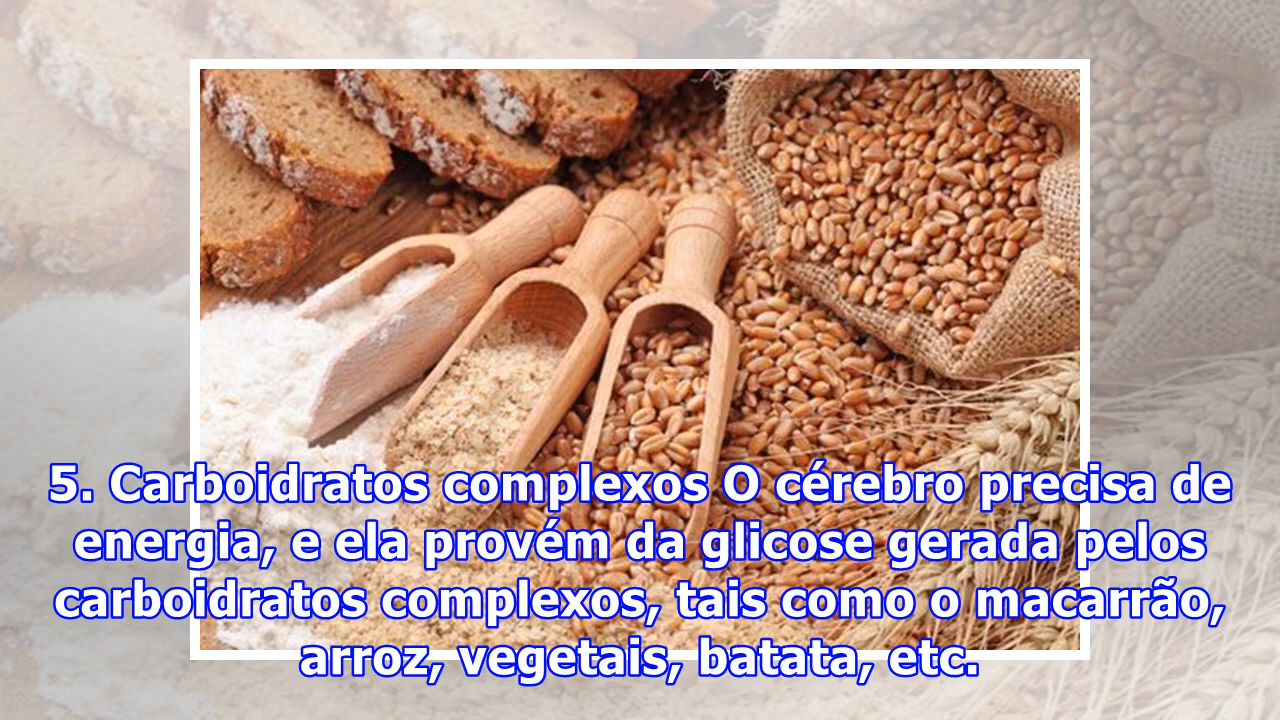 5. Carboidratos complexos O cérebro precisa de
energia, e ela provém da glicose gerada pelos
carboidratos complexos, tais como o macarrão,
arroz, vegetais, batata, etc.